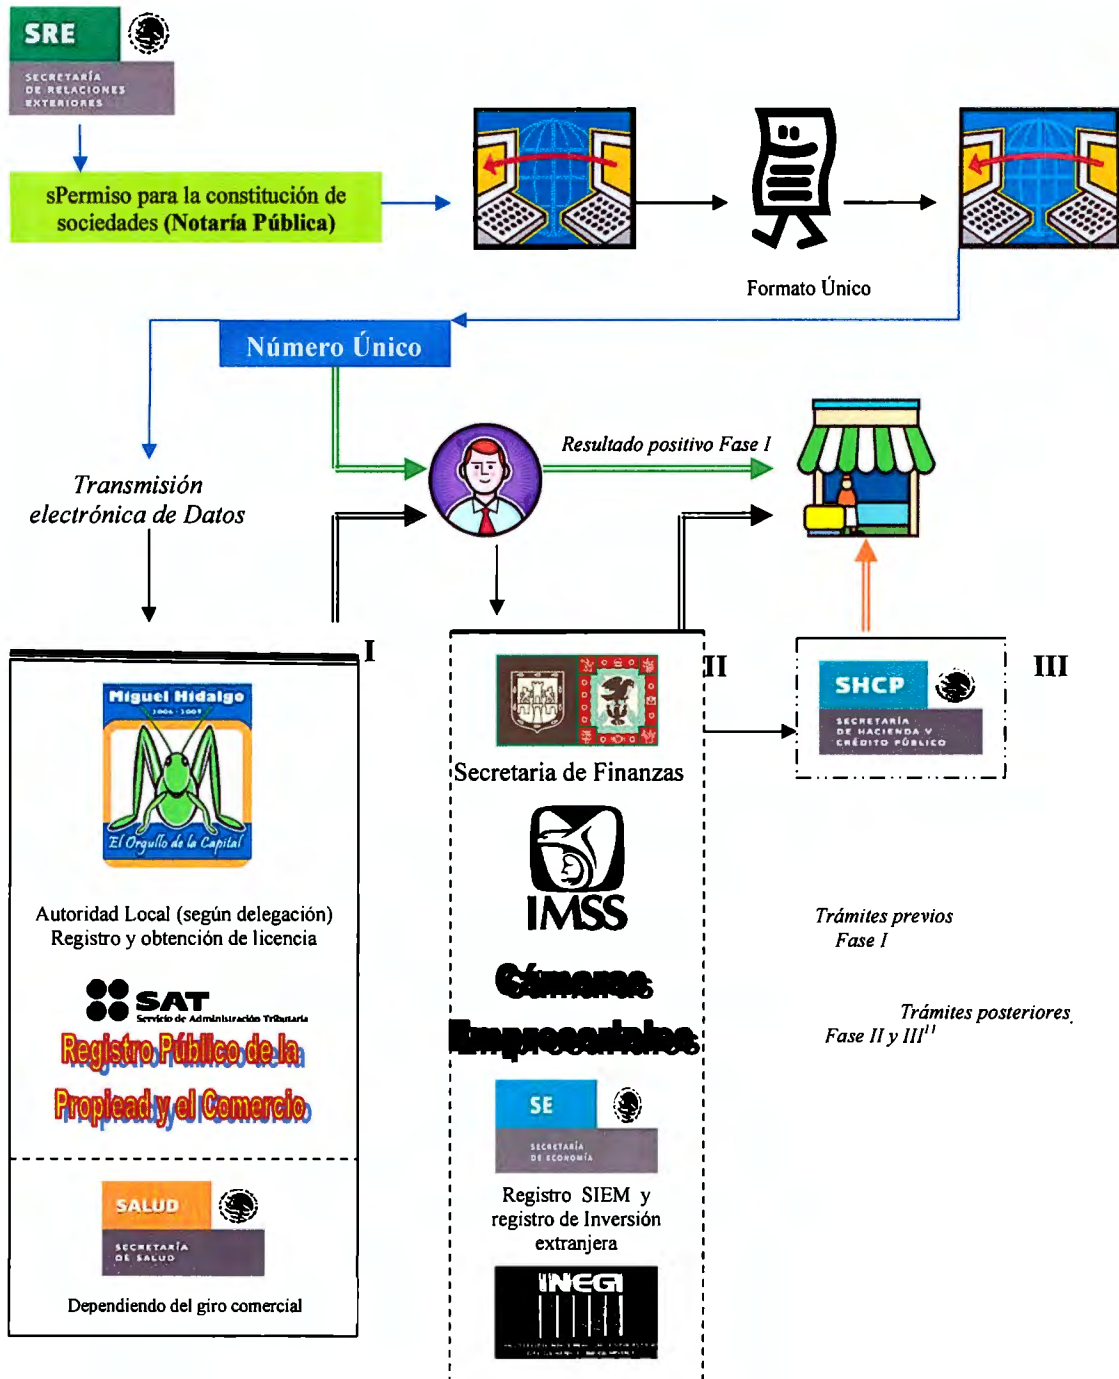 SRE
SECRETARÍA
DE RELACIONES
EXTERIORES
sPermiso para la constitución de
sociedades (Notaría Pública)
Formato Único
Número Único
Resultado positivo Fase I
Transmisión
electrónica de Datos
I
Miguel Hidalgo
2006 - 2009
El Orgullo de la Capital
Autoridad Local (según delegación)
Registro y obtención de licencia
SAT
Servicio de Administración Tributaria
Registro Público de la
Propiead y el Comercio
SALUD
SECRETARÍA
DE SALUD
Dependiendo del giro comercial
II
Secretaria de Finanzas
IMSS
Cámaras
Empresariales
SE
SECRETARÍA
DE ECONOMÍA
Registro SIEM y
registro de Inversión
extranjera
INEGI
III
SHCP
SECRETARÍA
DE HACIENDA Y
CRÉDITO PÚBLICO
Trámites previos
Fase I
Trámites posteriores
Fase II y III11